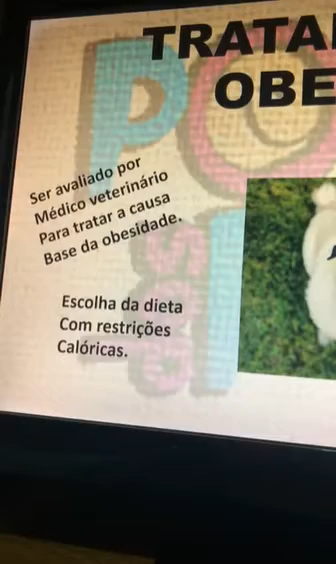 TRATA
OBE
Ser avaliado por
Médico veterinário
Para tratar a causa
Base da obesidade.
Escolha da dieta
Com restrições
Calóricas.